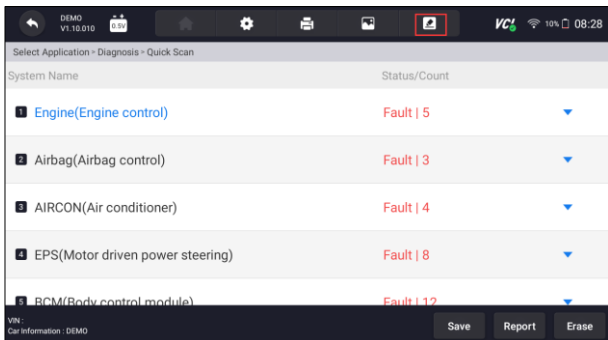 DEMO
V1.10.010
0.5V
VCI
10%
08:28
Select Application > Diagnosis > Quick Scan
System Name Status/Count
1 Engine(Engine control) Fault | 5
2 Airbag(Airbag control) Fault | 3
3 AIRCON(Air conditioner) Fault | 4
4 EPS(Motor driven power steering) Fault | 8
5 BCM(Body control module) Fault | 12
VIN :
Car Information : DEMO
Save Report Erase